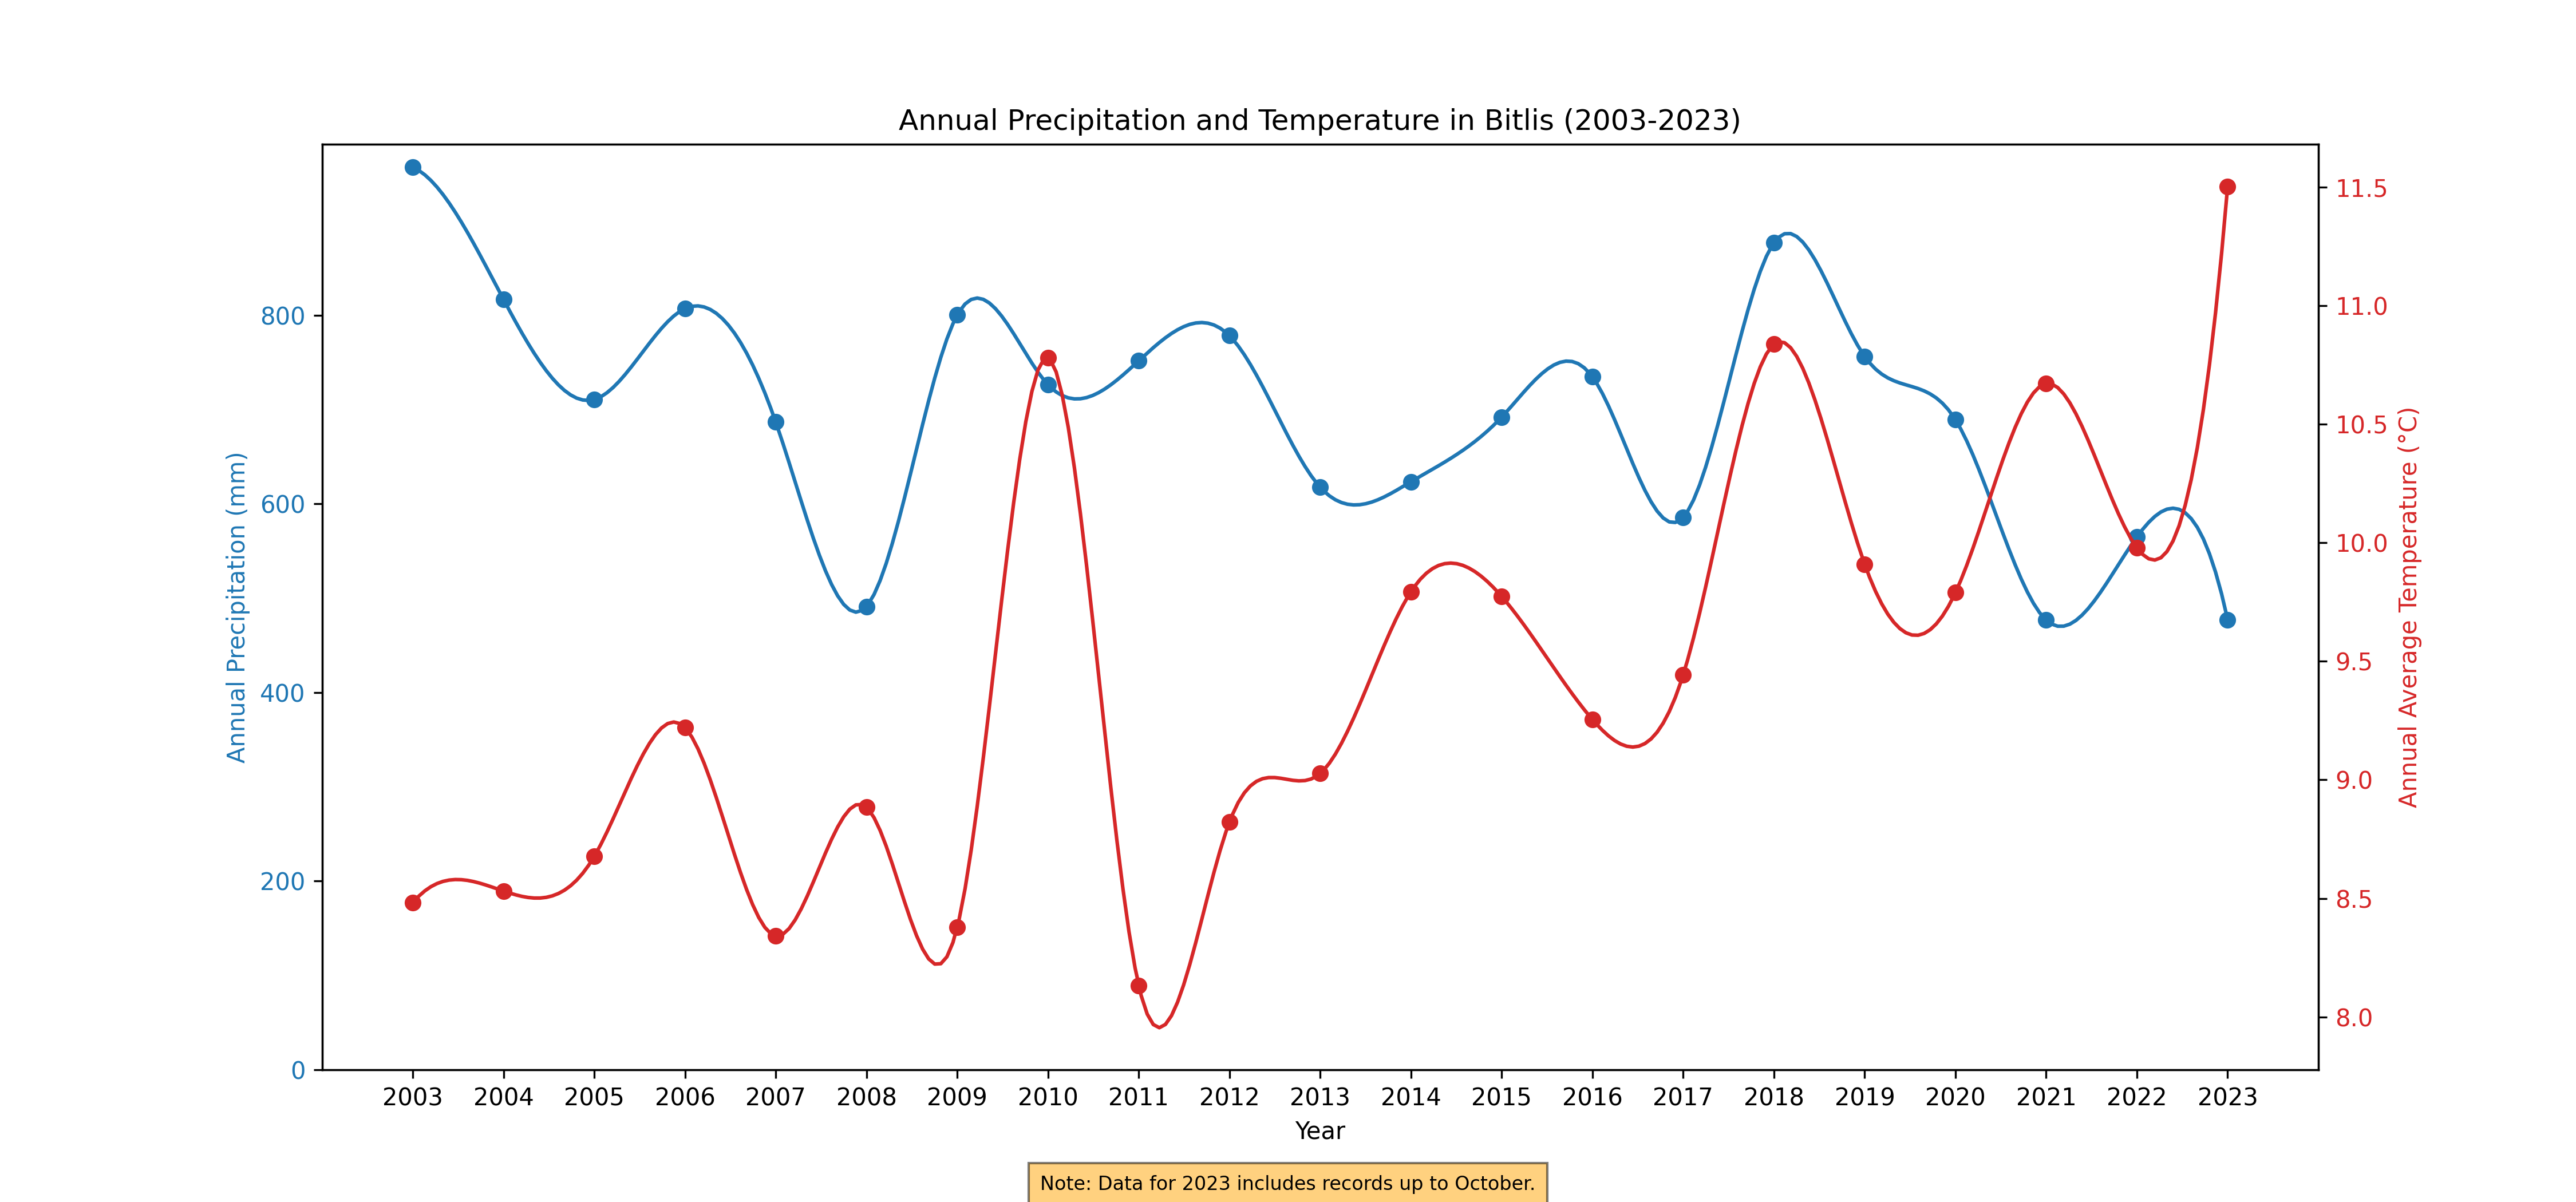 Annual Precipitation and Temperature in Bitlis (2003-2023)
Annual Precipitation (mm)
800
600
400
200
0
11.5
11.0
10.5
10.0
9.5
9.0
8.5
8.0
Annual Average Temperature (°C)
2003 2004 2005 2006 2007 2008 2009 2010 2011 2012 2013 2014 2015 2016 2017 2018 2019 2020 2021 2022 2023
Year
Note: Data for 2023 includes records up to October.